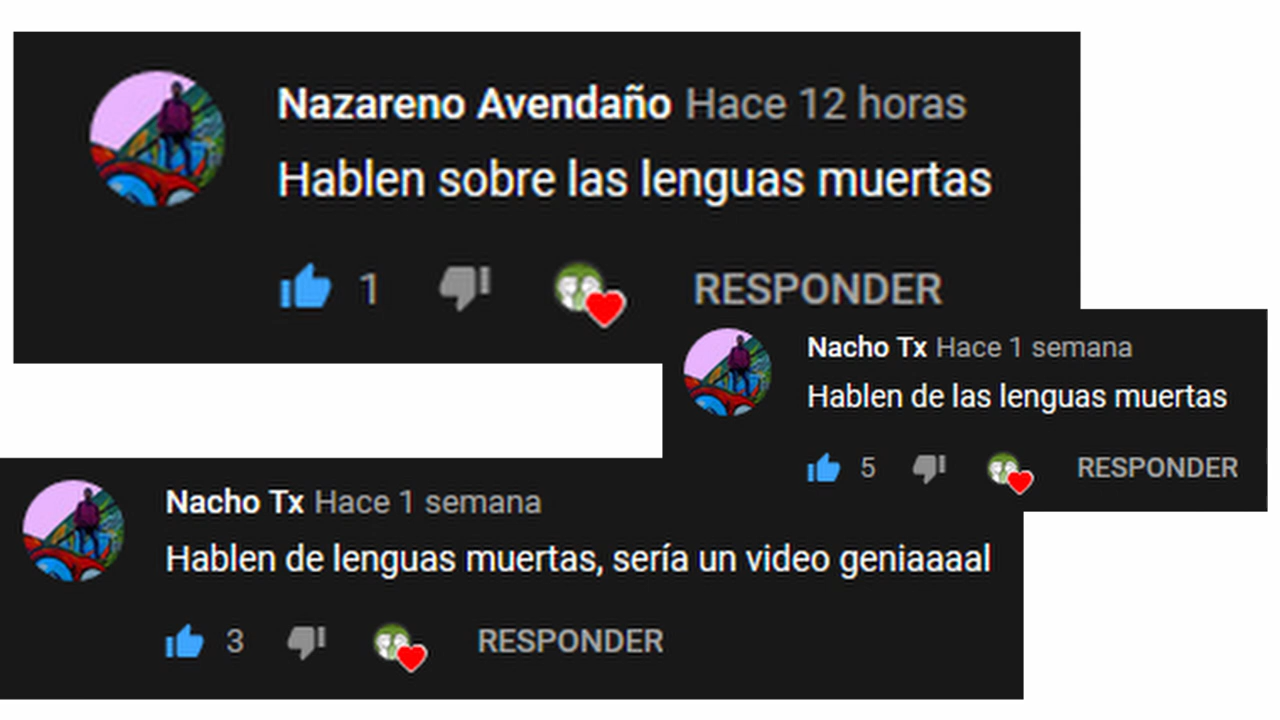 Nazareno Avendaño Hace 12 horas
Hablen sobre las lenguas muertas
1 RESPONDER
Nacho Tx Hace 1 semana
Hablen de las lenguas muertas
5 RESPONDER
Nacho Tx Hace 1 semana
Hablen de lenguas muertas, sería un video geniaaaal
3 RESPONDER